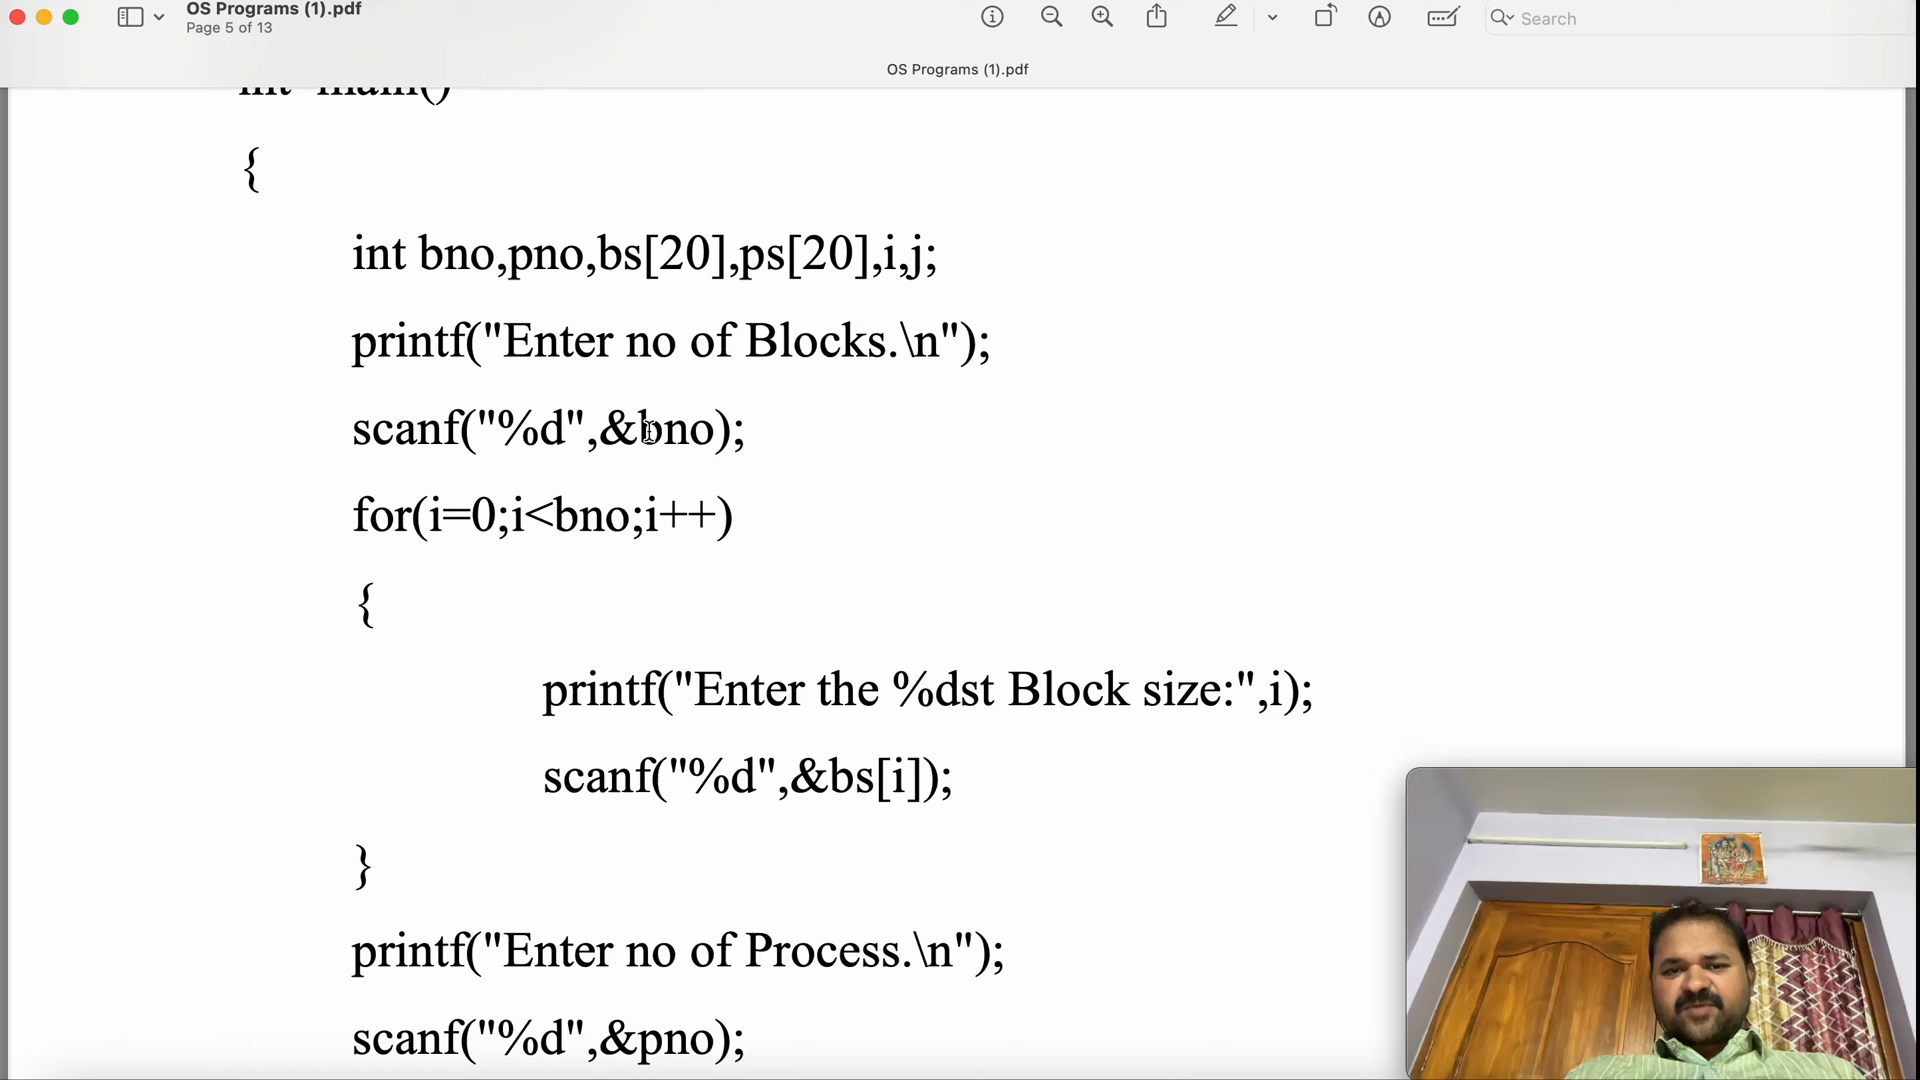 OS Programs (1).pdf
Page 5 of 13
Search
OS Programs (1).pdf
int main()
{
int bno,pno,bs[20],ps[20],i,j;
printf("Enter no of Blocks.\n");
scanf("%d",&bno);
for(i=0;i<bno;i++)
{
printf("Enter the %dst Block size:",i);
scanf("%d",&bs[i]);
}
printf("Enter no of Process.\n");
scanf("%d",&pno);